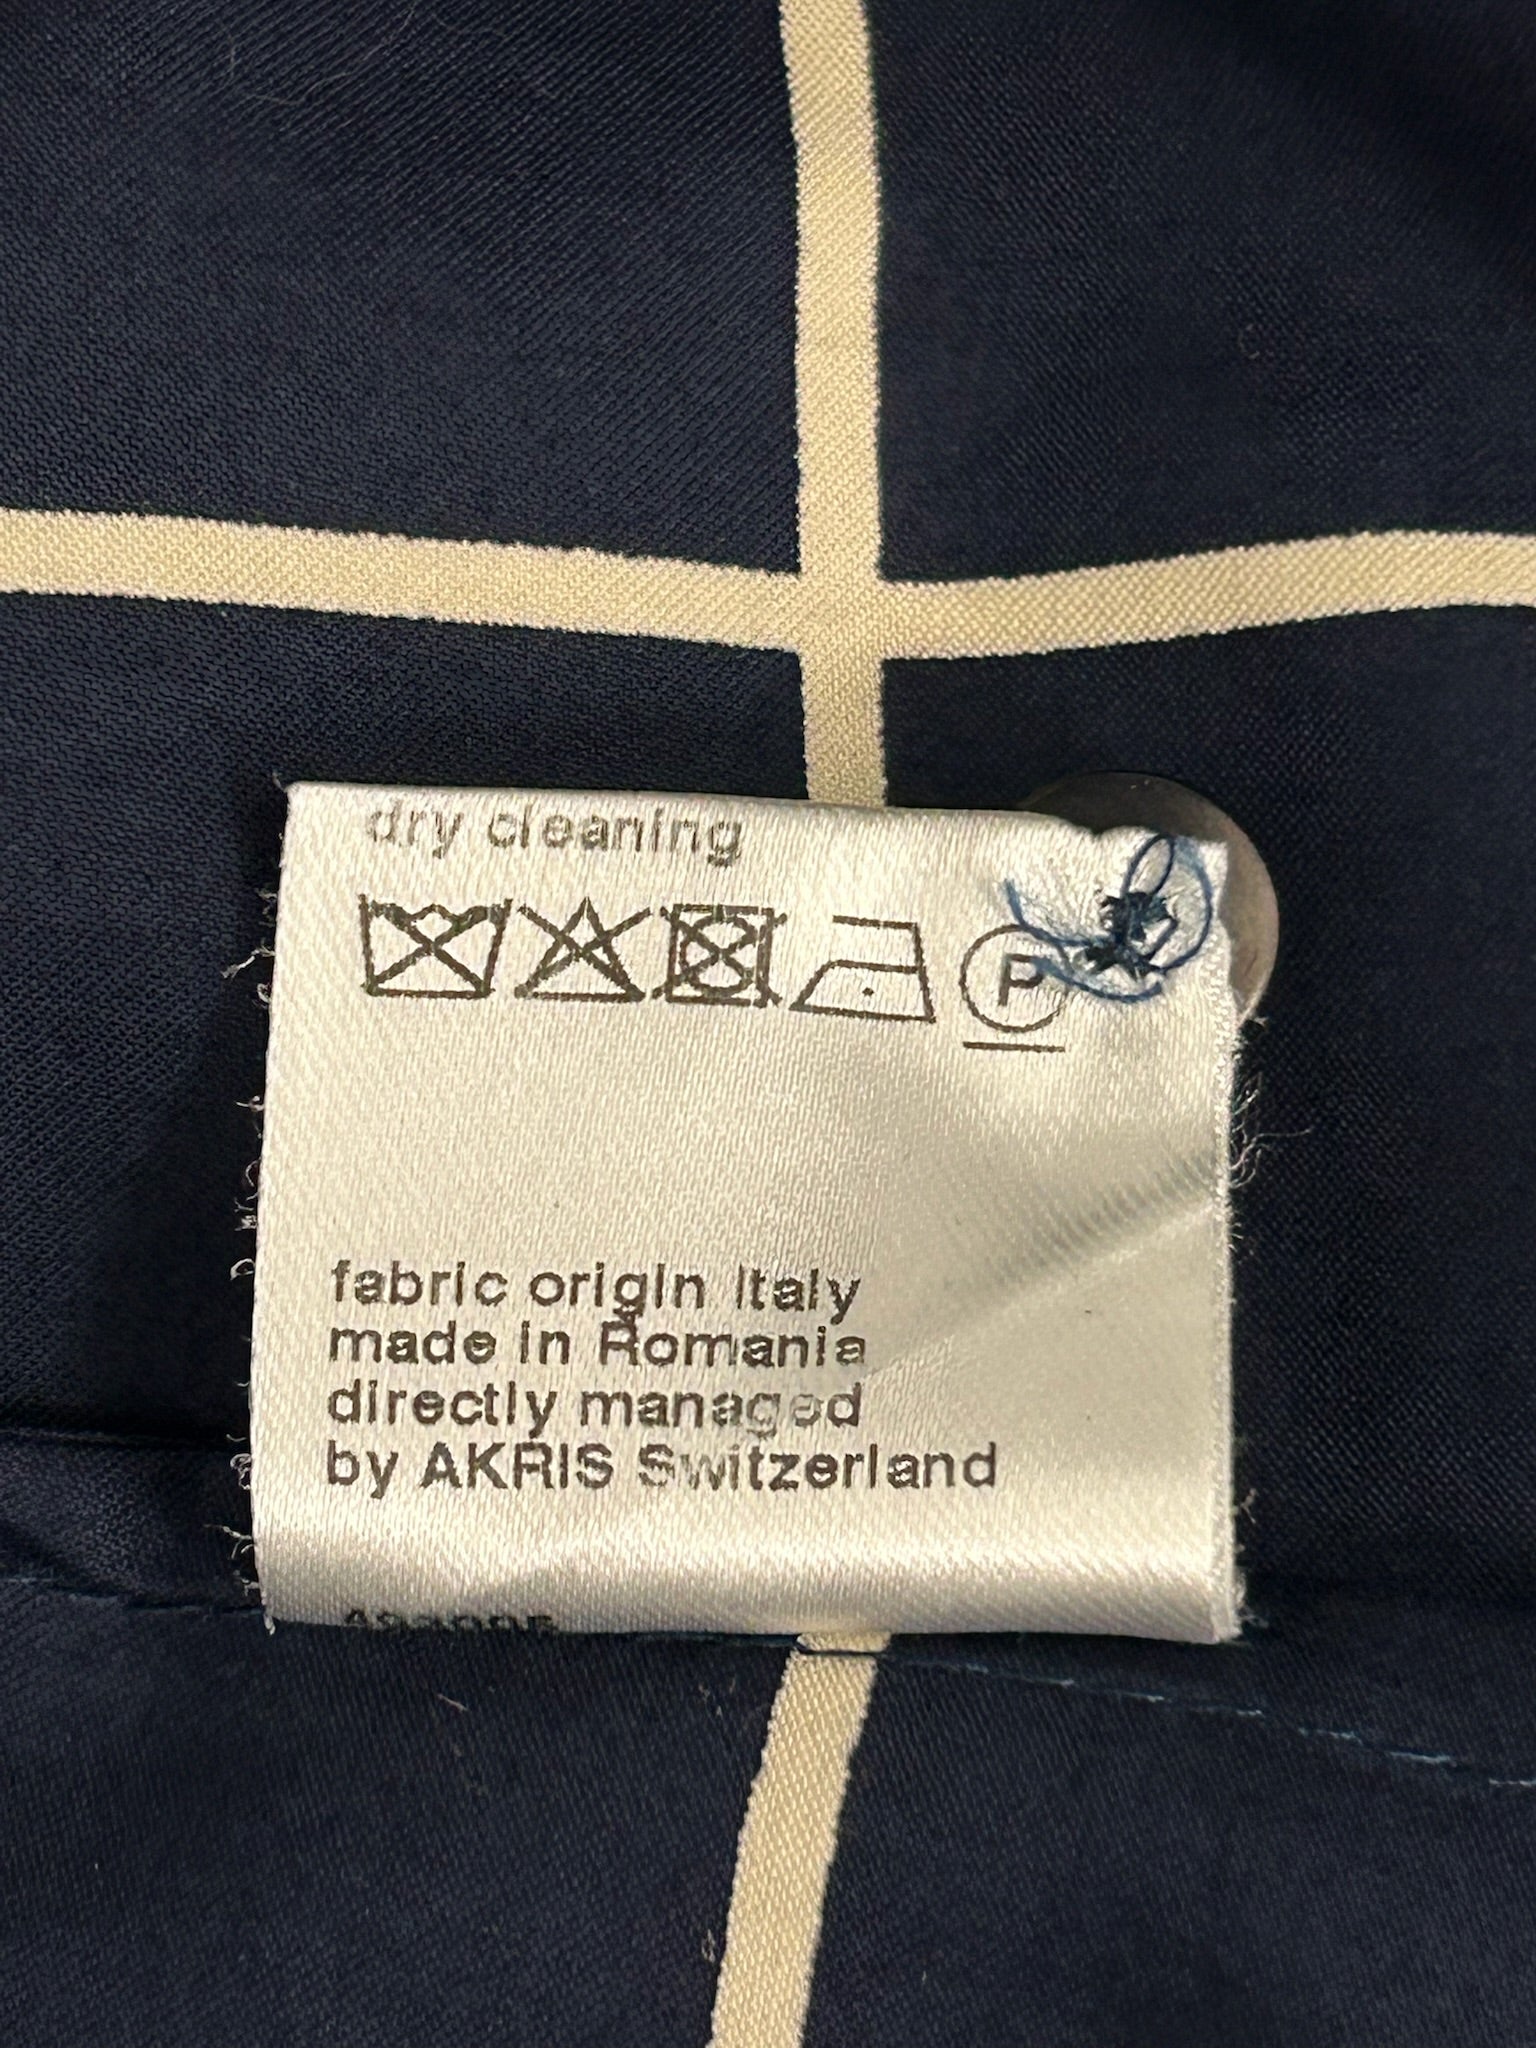 dry cleaning
P
fabric origin Italy
made in Romania
directly managed
by AKRIS Switzerland